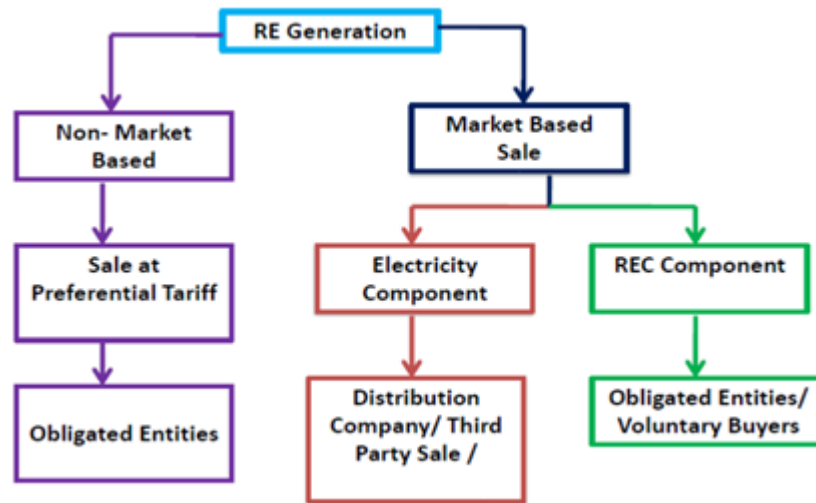 RE Generation
Non- Market
Based
Market Based
Sale
Sale at
Preferential Tariff
Electricity
Component
REC Component
Obligated Entities
Distribution
Company/ Third
Party Sale /
Obligated Entities/
Voluntary Buyers